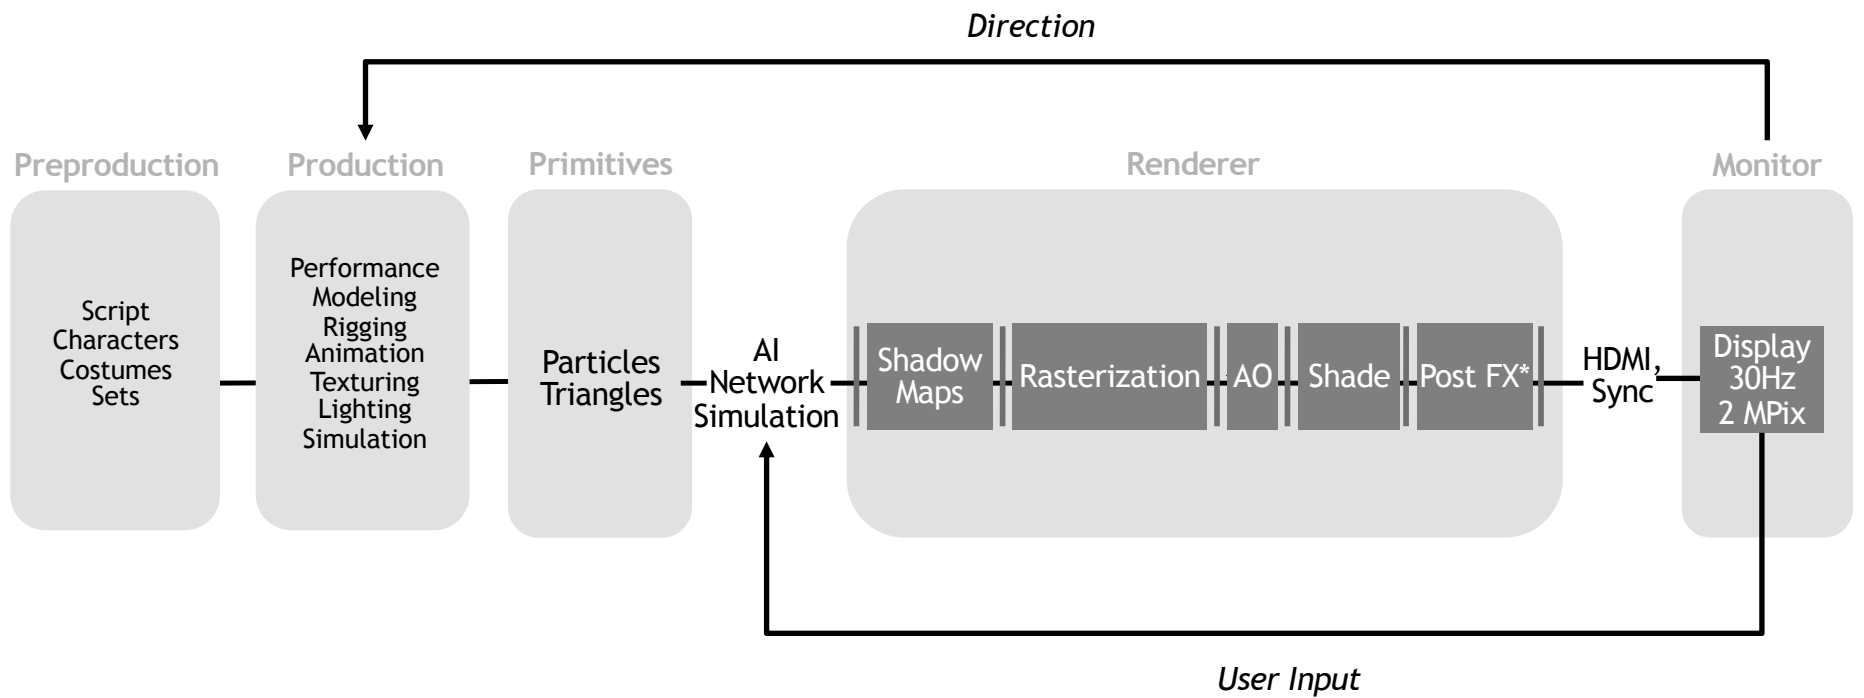 Direction
Preproduction
Production
Primitives
Renderer
Monitor
Script
Characters
Costumes
Sets
Performance
Modeling
Rigging
Animation
Texturing
Lighting
Simulation
Particles
Triangles
AI
Network
Simulation
Shadow
Maps
Rasterization
AO
Shade
Post FX*
HDMI,
Sync
Display
30Hz
2 MPix
User Input